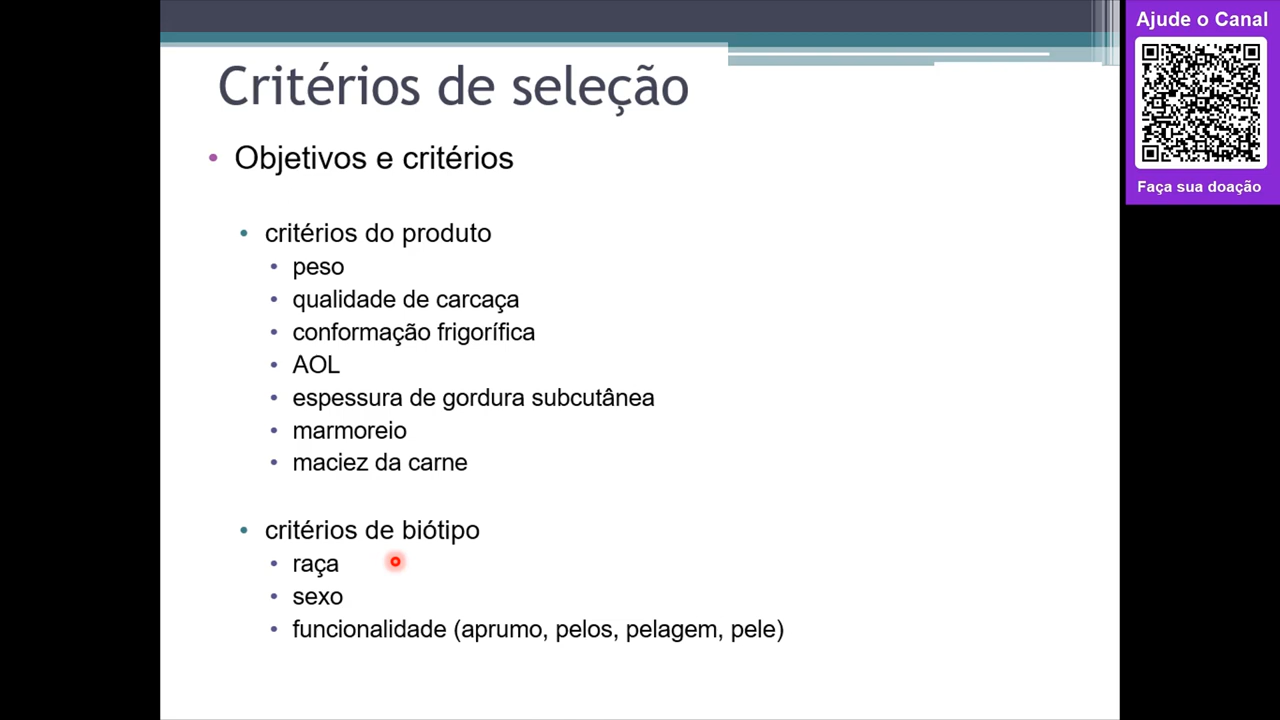 Critérios de seleção
• Objetivos e critérios
• critérios do produto
• peso
• qualidade de carcaça
• conformação frigorífica
• AOL
• espessura de gordura subcutânea
• marmoreio
• maciez da carne
• critérios de biótipo
• raça
• sexo
• funcionalidade (aprumo, pelos, pelagem, pele)
Ajude o Canal
Faça sua doação